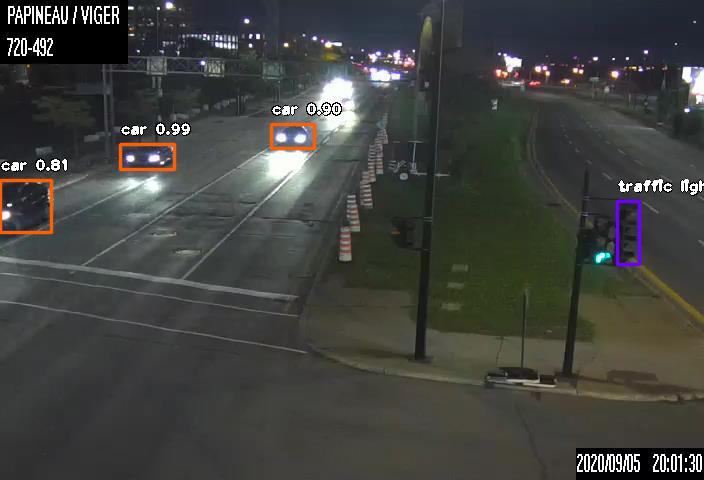 PAPINEAU / VIGER
720-492
car 0.90
car 0.99
car 0.81
traffic ligh
2020/09/05 20:01:30